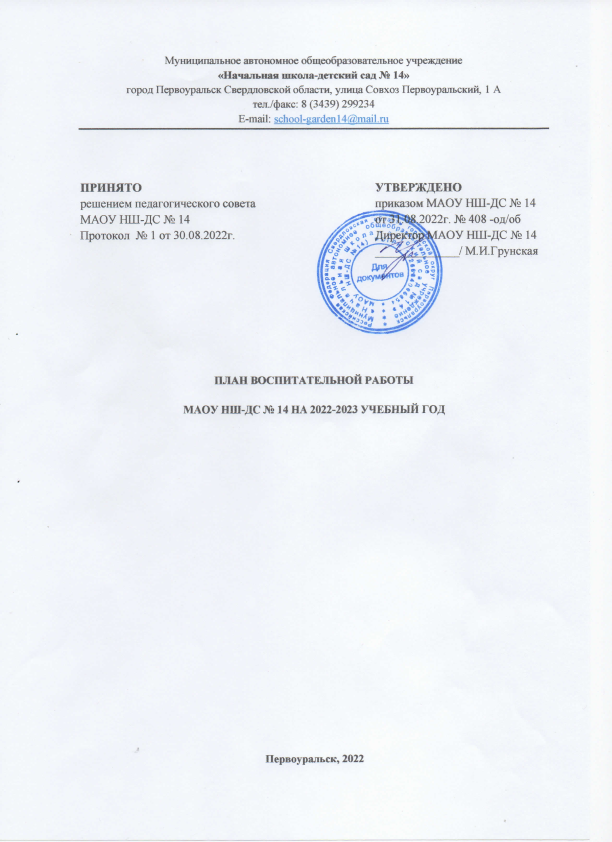 Муниципальное автономное общеобразовательное учреждение
«Начальная школа-детский сад № 14»
город Первоуральск Свердловской области, улица Совхоз Первоуральский, 1 А
тел./факс: 8 (3439) 299234
E-mail: school-garden14@mail.ru
ПРИНЯТО
решением педагогического совета
МАОУ НШ-ДС № 14
Протокол № 1 от 30.08.2022г.
УТВЕРЖДЕНО
приказом МАОУ НШ-ДС № 14
от 31.08.2022г. № 408 -од/об
Директор МАОУ НШ-ДС № 14
/ М.И.Грунская
Для
документов
ПЛАН ВОСПИТАТЕЛЬНОЙ РАБОТЫ
МАОУ НШ-ДС № 14 НА 2022-2023 УЧЕБНЫЙ ГОД
Первоуральск, 2022